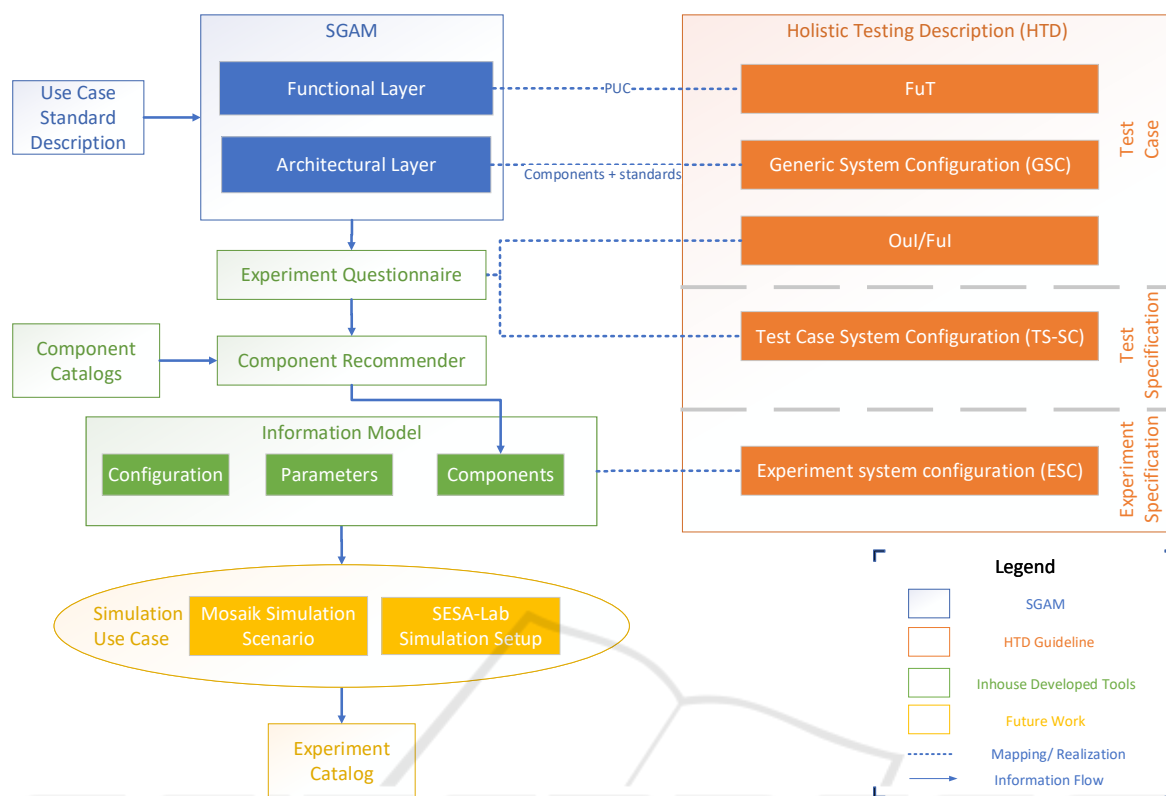 SGAM
Functional Layer
Architectural Layer
Use Case
Standard
Description
PUC
Components + standards
Holistic Testing Description (HTD)
FuT
Generic System Configuration (GSC)
OuI/FuI
Test
Case
Test Case System Configuration (TS-SC)
Test
Specification
Experiment system configuration (ESC)
Experiment
Specification
Experiment Questionnaire
Component
Catalogs
Component Recommender
Information Model
Configuration
Parameters
Components
Simulation
Use Case
Mosaik Simulation
Scenario
SESA-Lab
Simulation Setup
Experiment
Catalog
Legend
SGAM
HTD Guideline
Inhouse Developed Tools
Future Work
Mapping/ Realization
Information Flow